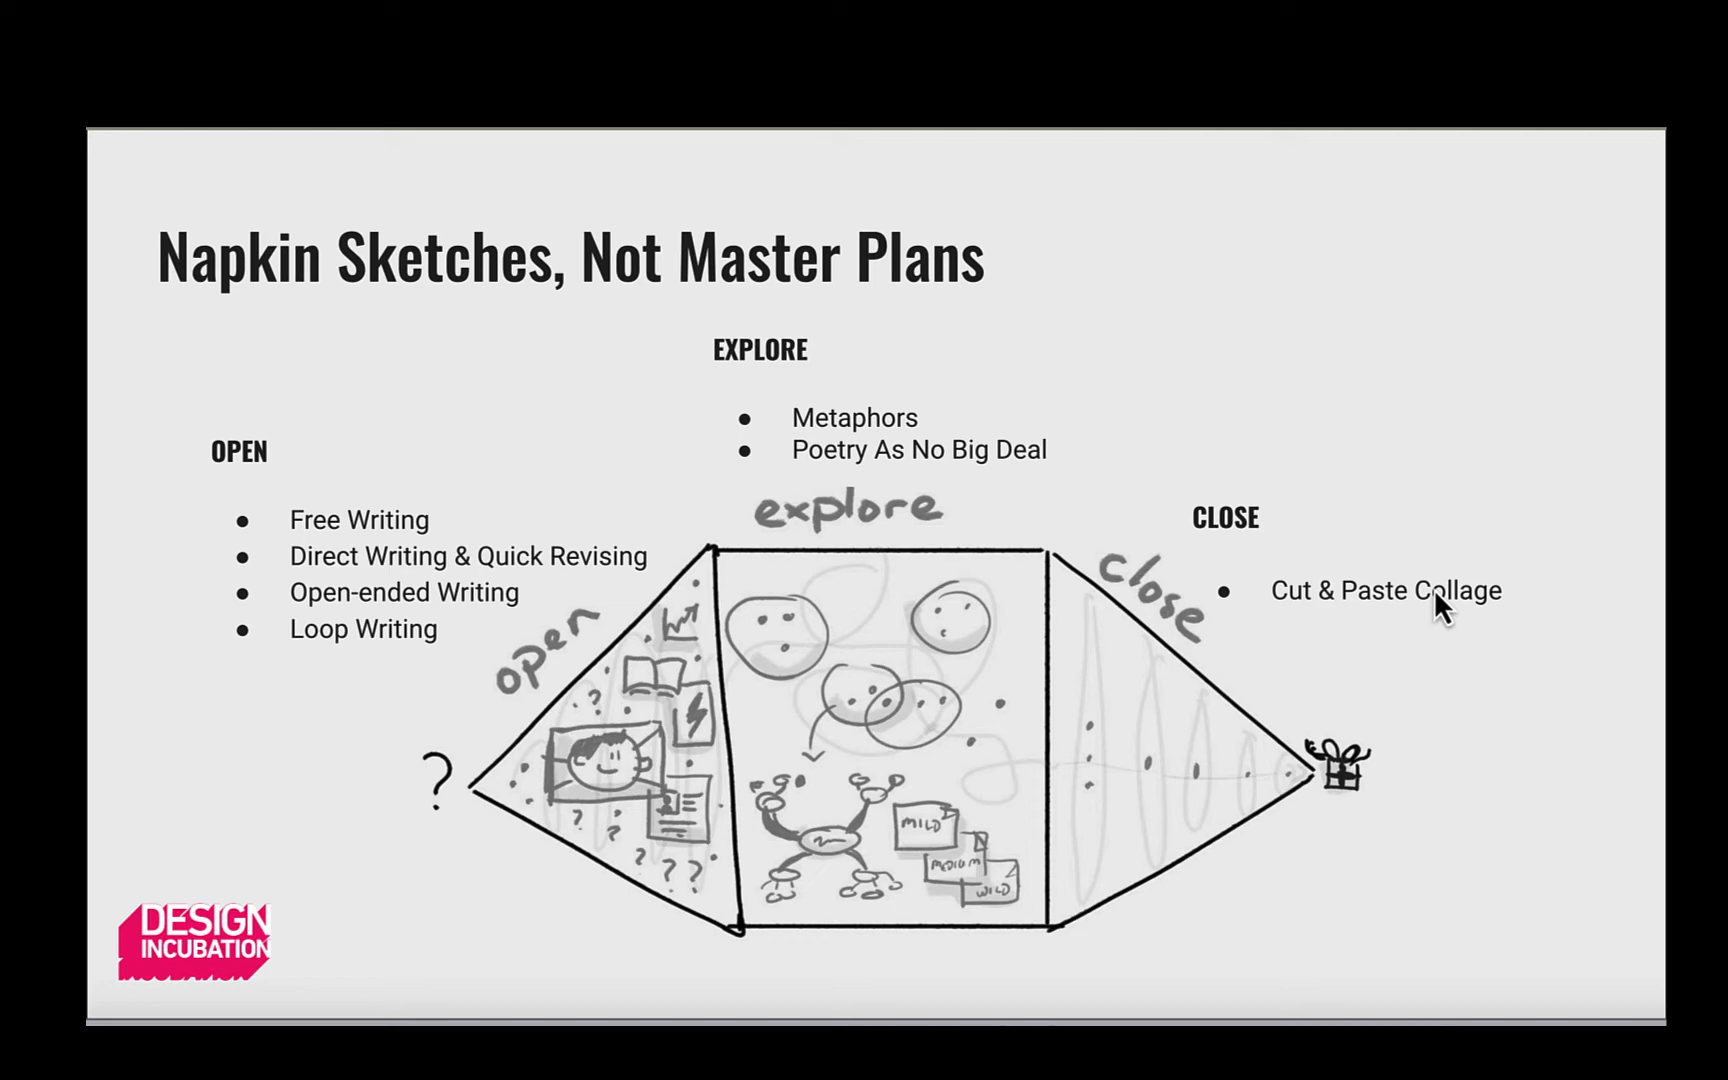 Napkin Sketches, Not Master Plans
EXPLORE
● Metaphors
● Poetry As No Big Deal
OPEN
● Free Writing
● Direct Writing & Quick Revising
● Open-ended Writing
● Loop Writing
CLOSE
● Cut & Paste Collage
open
explore
close
?
?
?
?
?
? ?
MILD
MEDIUM
WILD
DESIGN
INCUBATION